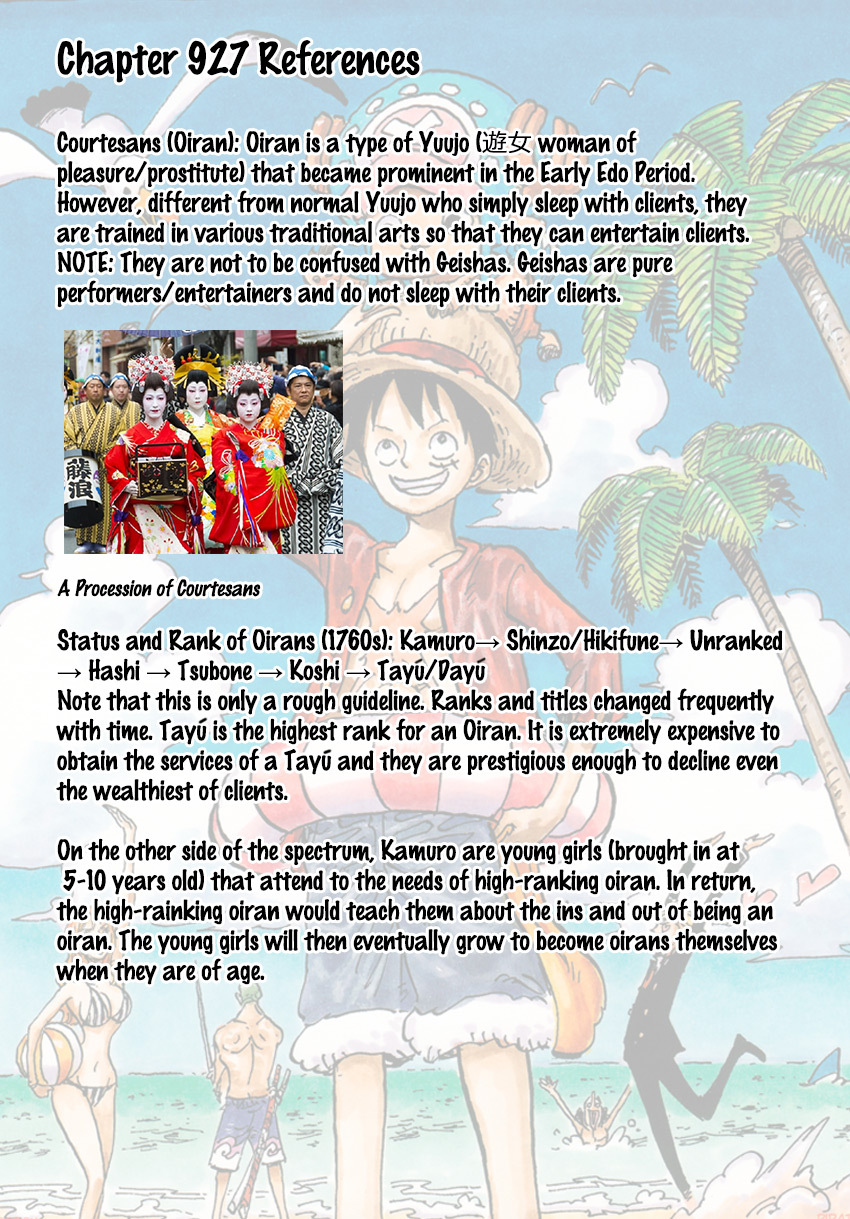 Chapter 927 References
Courtesans (Oiran): Oiran is a type of Yuujo (遊女 woman of
pleasure/prostitute) that became prominent in the Early Edo Period.
However, different from normal Yuujo who simply sleep with clients, they
are trained in various traditional arts so that they can entertain clients.
NOTE: They are not to be confused with Geishas. Geishas are pure
performers/entertainers and do not sleep with their clients.
藤浪
A Procession of Courtesans
Status and Rank of Oirans (1760s): Kamuro→ Shinzo/Hikifune→ Unranked
→ Hashi → Tsubone → Koshi → Tayú/Dayú
Note that this is only a rough guideline. Ranks and titles changed frequently
with time. Tayú is the highest rank for an Oiran. It is extremely expensive to
obtain the services of a Tayú and they are prestigious enough to decline even
the wealthiest of clients.
On the other side of the spectrum, Kamuro are young girls (brought in at
5-10 years old) that attend to the needs of high-ranking oiran. In return,
the high-rainking oiran would teach them about the ins and out of being an
oiran. The young girls will then eventually grow to become oirans themselves
when they are of age.